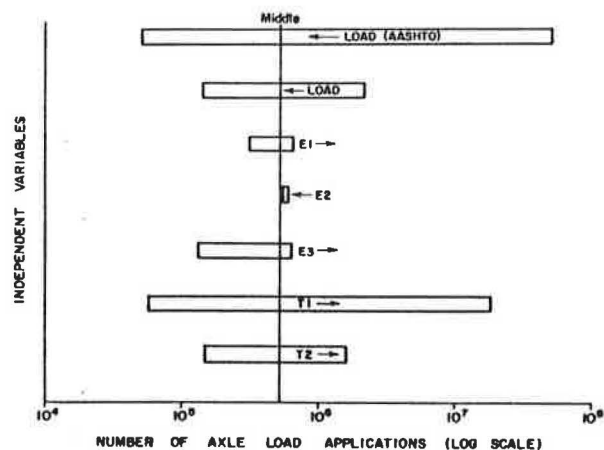 Middle
LOAD (AASHTO)
LOAD
E1
E2
E3
T1
T2
INDEPENDENT VARIABLES
10⁴ 10⁵ 10⁶ 10⁷ 10⁸
NUMBER OF AXLE LOAD APPLICATIONS (LOG SCALE)